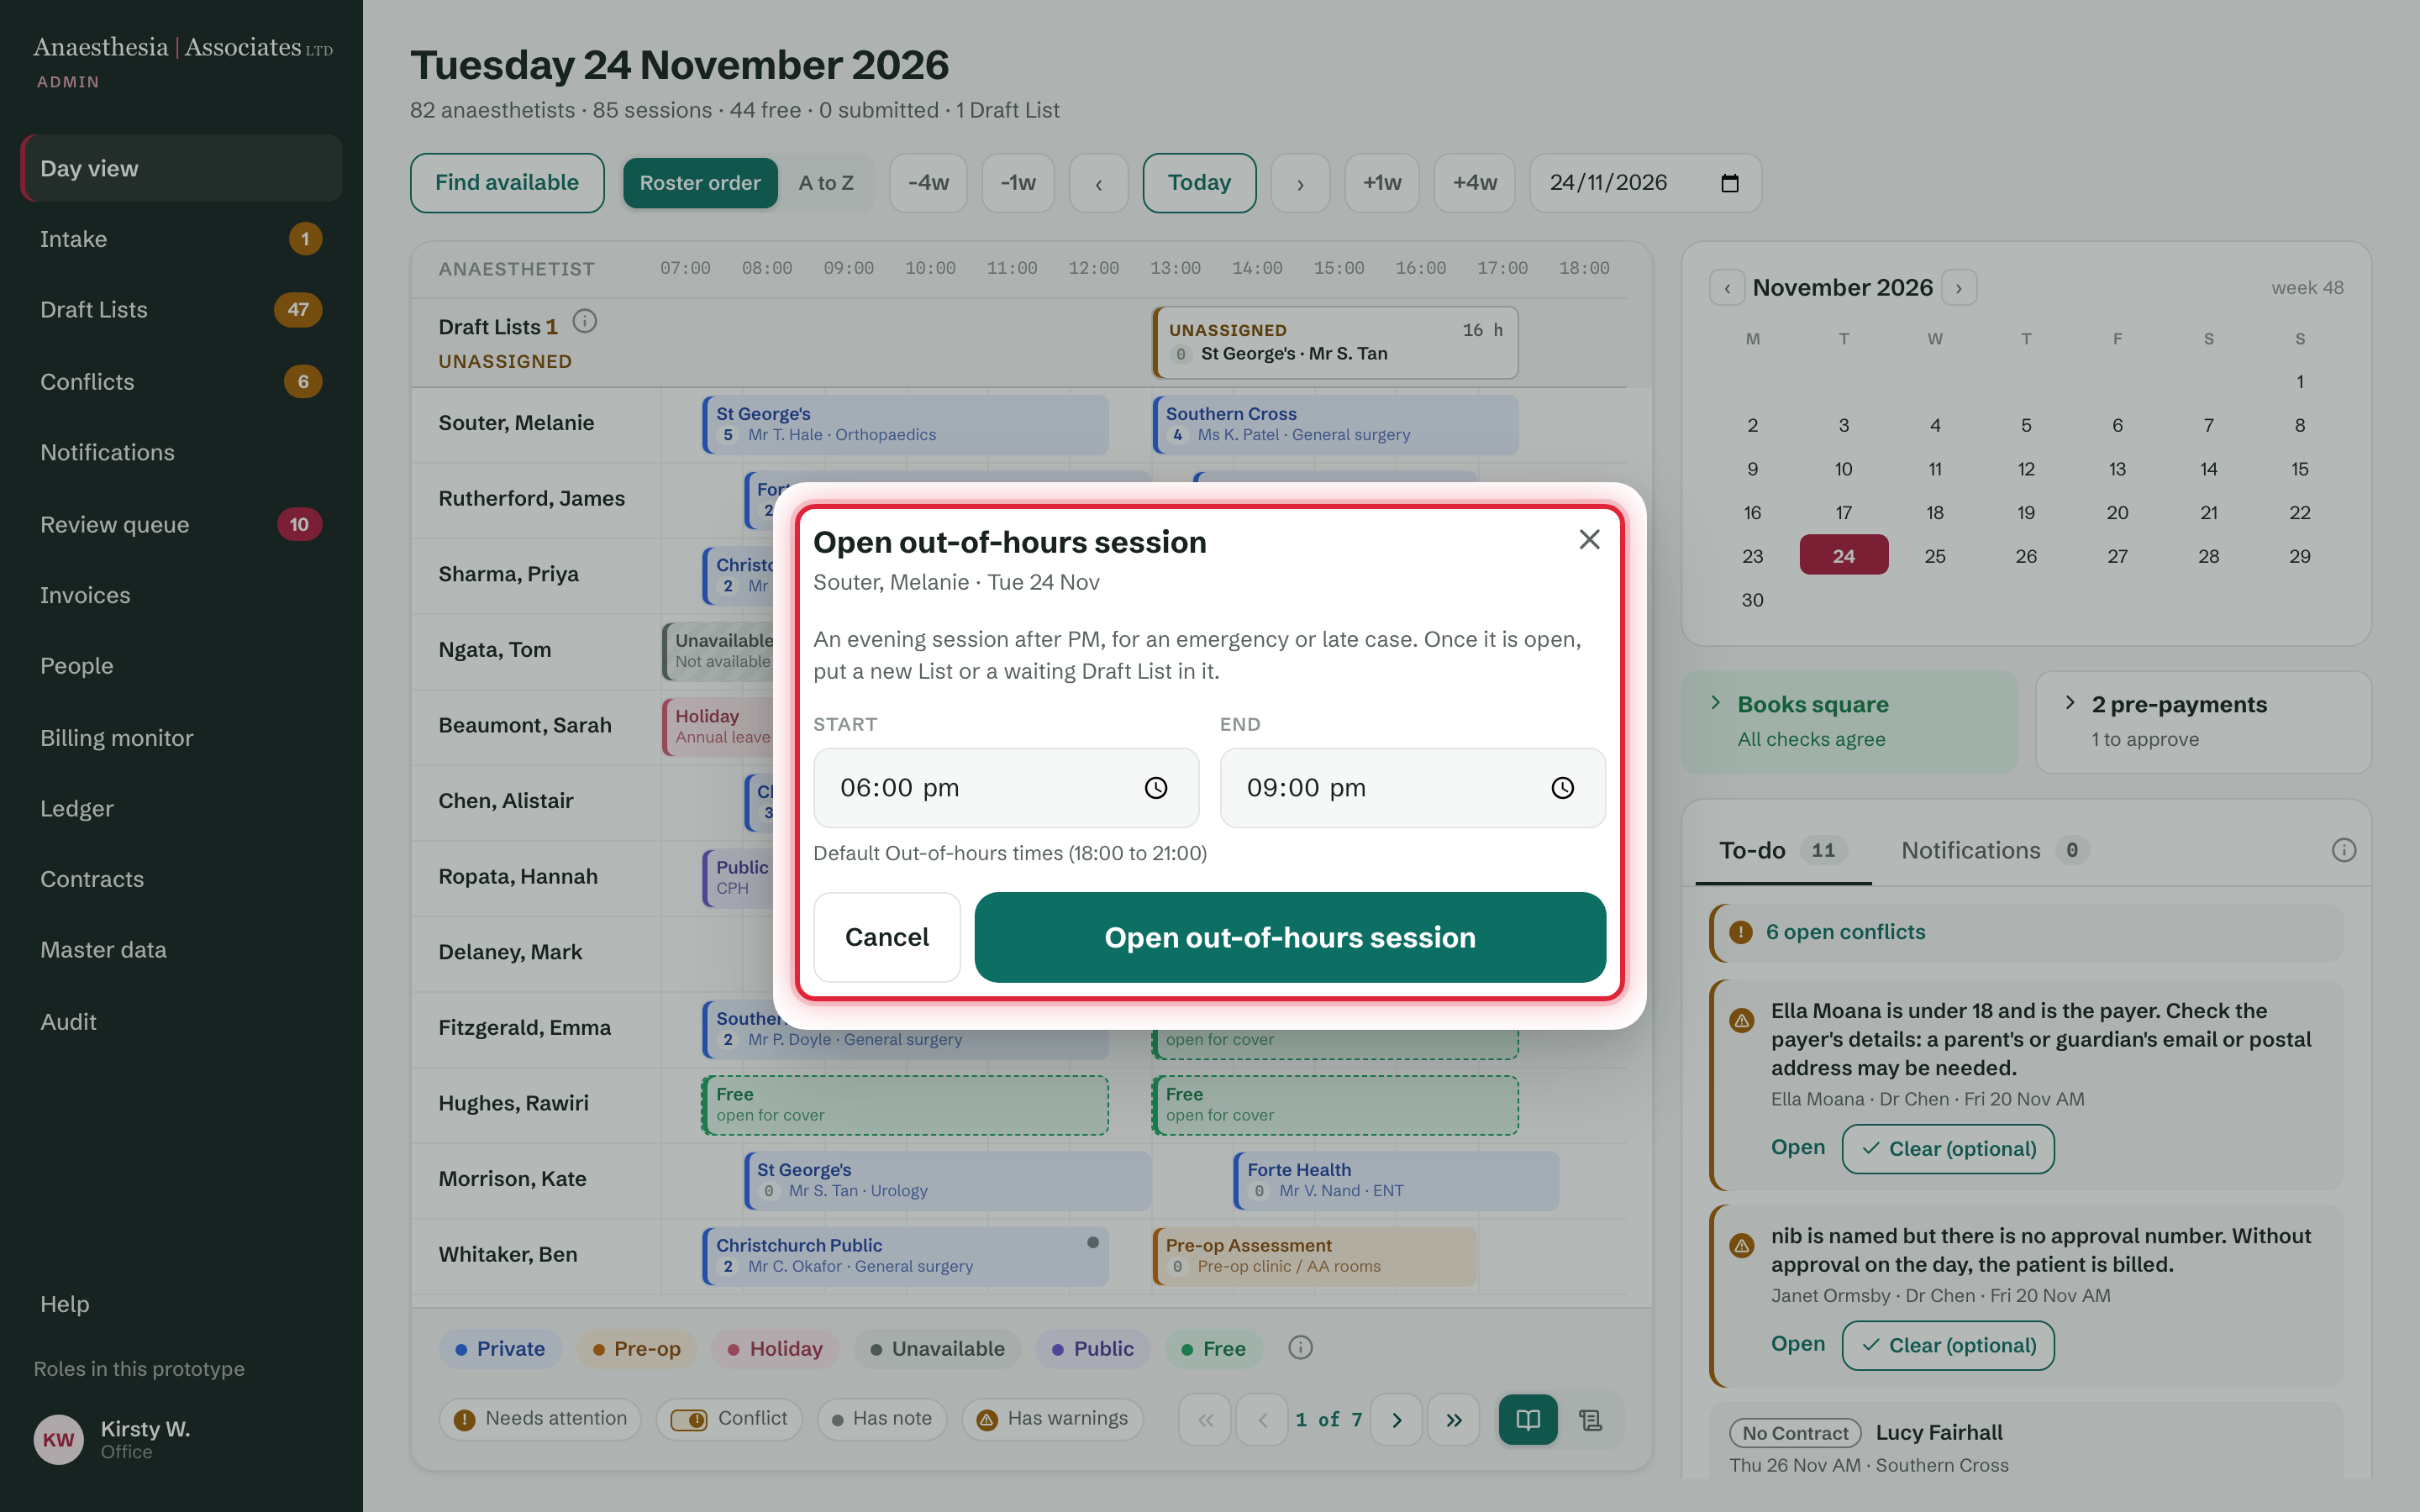 Anaesthesia | Associates LTD
ADMIN
Day view
Intake 1
Draft Lists 47
Conflicts 6
Notifications
Review queue 10
Invoices
People
Billing monitor
Ledger
Contracts
Master data
Audit
Help
Roles in this prototype
KW
Kirsty W.
Office
Tuesday 24 November 2026
82 anaesthetists · 85 sessions · 44 free · 0 submitted · 1 Draft List
Find available
Roster order
A to Z
-4w
-1w
‹
Today
›
+1w
+4w
24/11/2026
ANAESTHETIST 07:00 08:00 09:00 10:00 11:00 12:00 13:00 14:00 15:00 16:00 17:00 18:00
Draft Lists 1
UNASSIGNED
UNASSIGNED 16 h
0 St George's · Mr S. Tan
Souter, Melanie
St George's
5 Mr T. Hale · Orthopaedics
Southern Cross
4 Ms K. Patel · General surgery
Rutherford, James
Sharma, Priya
2 Mr
Ngata, Tom
Unavailable
Not available
Beaumont, Sarah
Holiday
Annual leave
Chen, Alistair
3
Ropata, Hannah
Public
CPH
Delaney, Mark
Fitzgerald, Emma
2 Mr P. Doyle · General surgery
open for cover
Hughes, Rawiri
Free
open for cover
Free
open for cover
Morrison, Kate
St George's
0 Mr S. Tan · Urology
Forte Health
0 Mr V. Nand · ENT
Whitaker, Ben
Christchurch Public
2 Mr C. Okafor · General surgery
Pre-op Assessment
0 Pre-op clinic / AA rooms
Private
Pre-op
Holiday
Unavailable
Public
Free
Needs attention
Conflict
Has note
Has warnings
1 of 7
Open out-of-hours session
Souter, Melanie · Tue 24 Nov
An evening session after PM, for an emergency or late case. Once it is open,
put a new List or a waiting Draft List in it.
START END
06:00 pm 09:00 pm
Default Out-of-hours times (18:00 to 21:00)
Cancel
Open out-of-hours session
‹ November 2026 › week 48
M T W T F S S
1
2 3 4 5 6 7 8
9 10 11 12 13 14 15
16 17 18 19 20 21 22
23 24 25 26 27 28 29
30
Books square
All checks agree
2 pre-payments
1 to approve
To-do 11
Notifications 0
6 open conflicts
Ella Moana is under 18 and is the payer. Check the
payer's details: a parent's or guardian's email or postal
address may be needed.
Ella Moana · Dr Chen · Fri 20 Nov AM
Open
Clear (optional)
nib is named but there is no approval number. Without
approval on the day, the patient is billed.
Janet Ormsby · Dr Chen · Fri 20 Nov AM
Open
Clear (optional)
No Contract Lucy Fairhall
Thu 26 Nov AM · Southern Cross